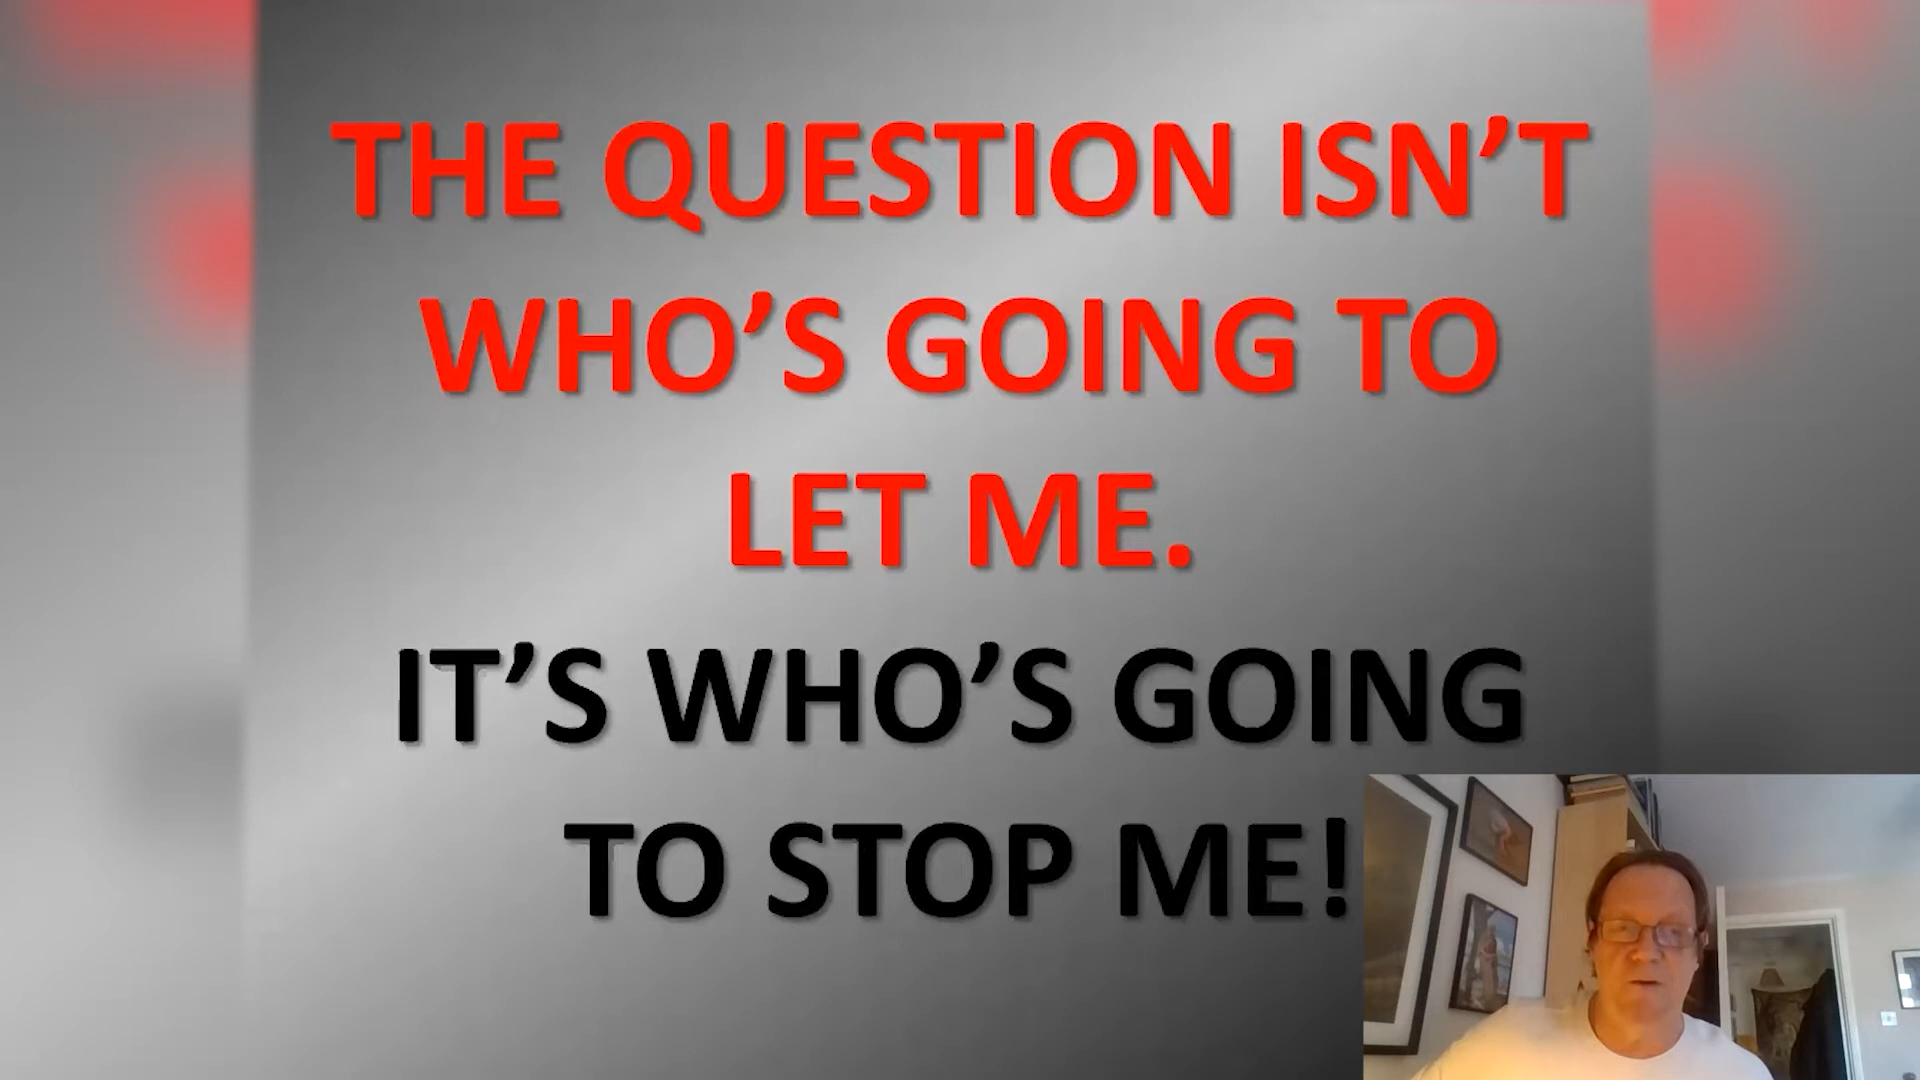 THE QUESTION ISN’T
WHO’S GOING TO
LET ME.
IT’S WHO’S GOING
TO STOP ME!